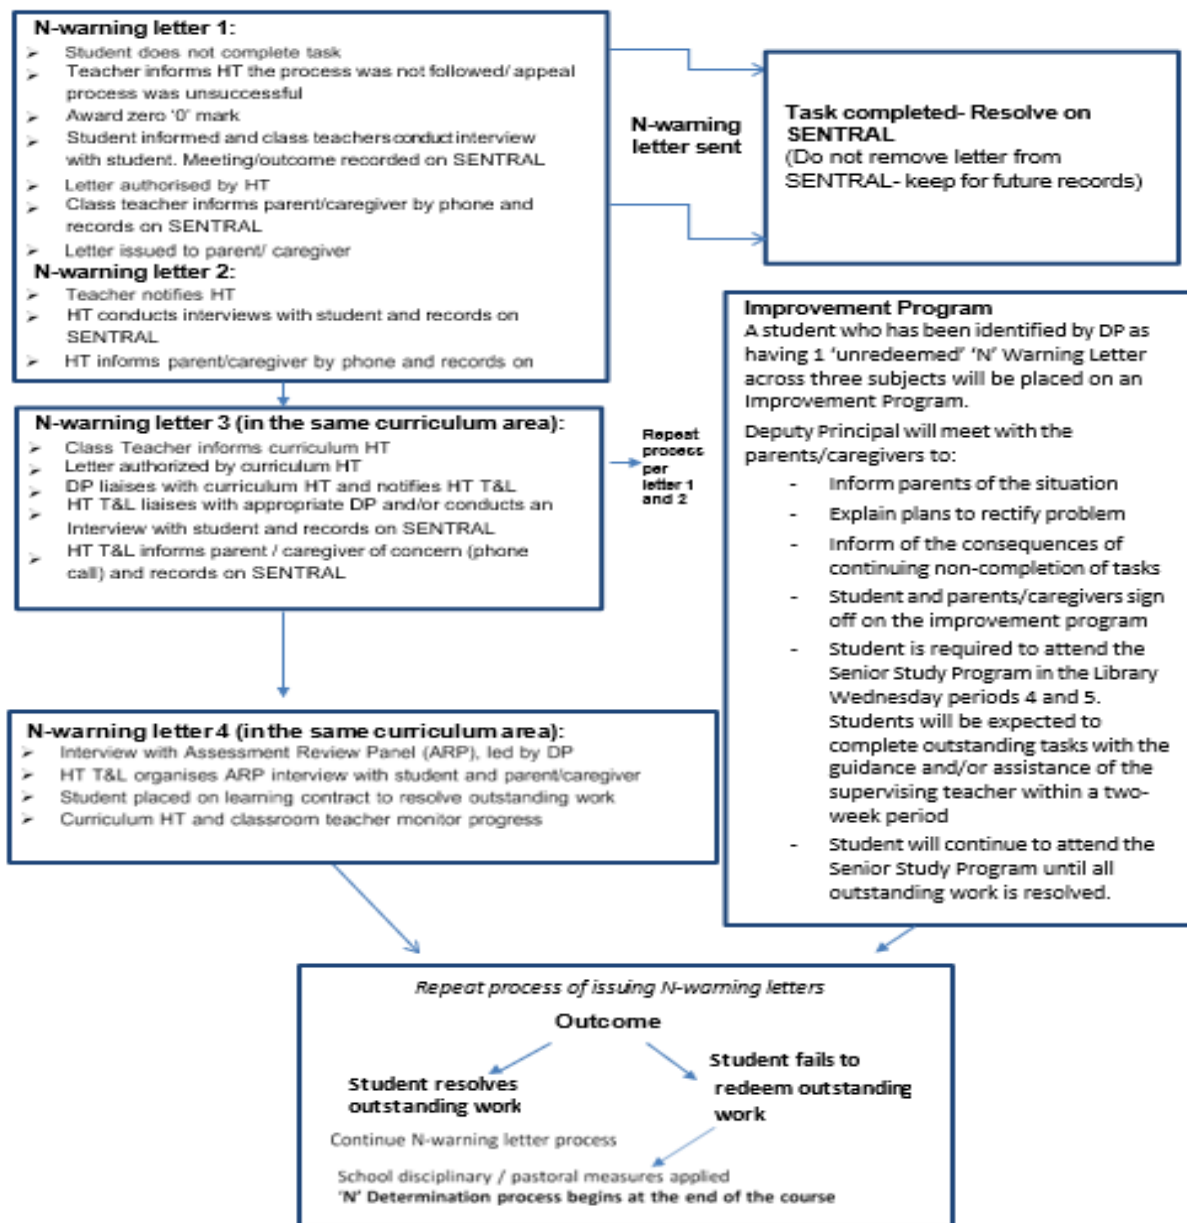 N-warning letter 1:
➤ Student does not complete task
➤ Teacher informs HT the process was not followed/ appeal
process was unsuccessful
➤ Award zero ‘0’ mark
➤ Student informed and class teachers conduct interview
with student. Meeting/outcome recorded on SENTRAL
➤ Letter authorised by HT
➤ Class teacher informs parent/caregiver by phone and
records on SENTRAL
➤ Letter issued to parent/ caregiver
N-warning letter 2:
➤ Teacher notifies HT
➤ HT conducts interviews with student and records on
SENTRAL
➤ HT informs parent/caregiver by phone and records on
N-warning
letter sent
Task completed- Resolve on
SENTRAL
(Do not remove letter from
SENTRAL- keep for future records)
N-warning letter 3 (in the same curriculum area):
➤ Class Teacher informs curriculum HT
➤ Letter authorized by curriculum HT
➤ DP liaises with curriculum HT and notifies HT T&L
➤ HT T&L liaises with appropriate DP and/or conducts an
Interview with student and records on SENTRAL
➤ HT T&L informs parent / caregiver of concern (phone
call) and records on SENTRAL
Repeat
process
per
letter 1
and 2
N-warning letter 4 (in the same curriculum area):
➤ Interview with Assessment Review Panel (ARP), led by DP
➤ HT T&L organises ARP interview with student and parent/caregiver
➤ Student placed on learning contract to resolve outstanding work
➤ Curriculum HT and classroom teacher monitor progress
Improvement Program
A student who has been identified by DP as
having 1 ‘unredeemed’ ‘N’ Warning Letter
across three subjects will be placed on an
Improvement Program.
Deputy Principal will meet with the
parents/caregivers to:
- Inform parents of the situation
- Explain plans to rectify problem
- Inform of the consequences of
continuing non-completion of tasks
- Student and parents/caregivers sign
off on the improvement program
- Student is required to attend the
Senior Study Program in the Library
Wednesday periods 4 and 5.
Students will be expected to
complete outstanding tasks with the
guidance and/or assistance of the
supervising teacher within a two-
week period
- Student will continue to attend the
Senior Study Program until all
outstanding work is resolved.
Repeat process of issuing N-warning letters
Outcome
Student resolves
outstanding work
Student fails to
redeem outstanding
work
Continue N-warning letter process
School disciplinary / pastoral measures applied
‘N’ Determination process begins at the end of the course